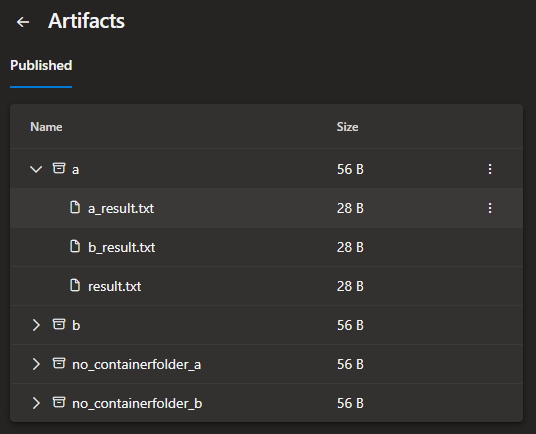 Artifacts
Published
Name Size
a 56 B
a_result.txt 28 B
b_result.txt 28 B
result.txt 28 B
b 56 B
no_containerfolder_a 56 B
no_containerfolder_b 56 B